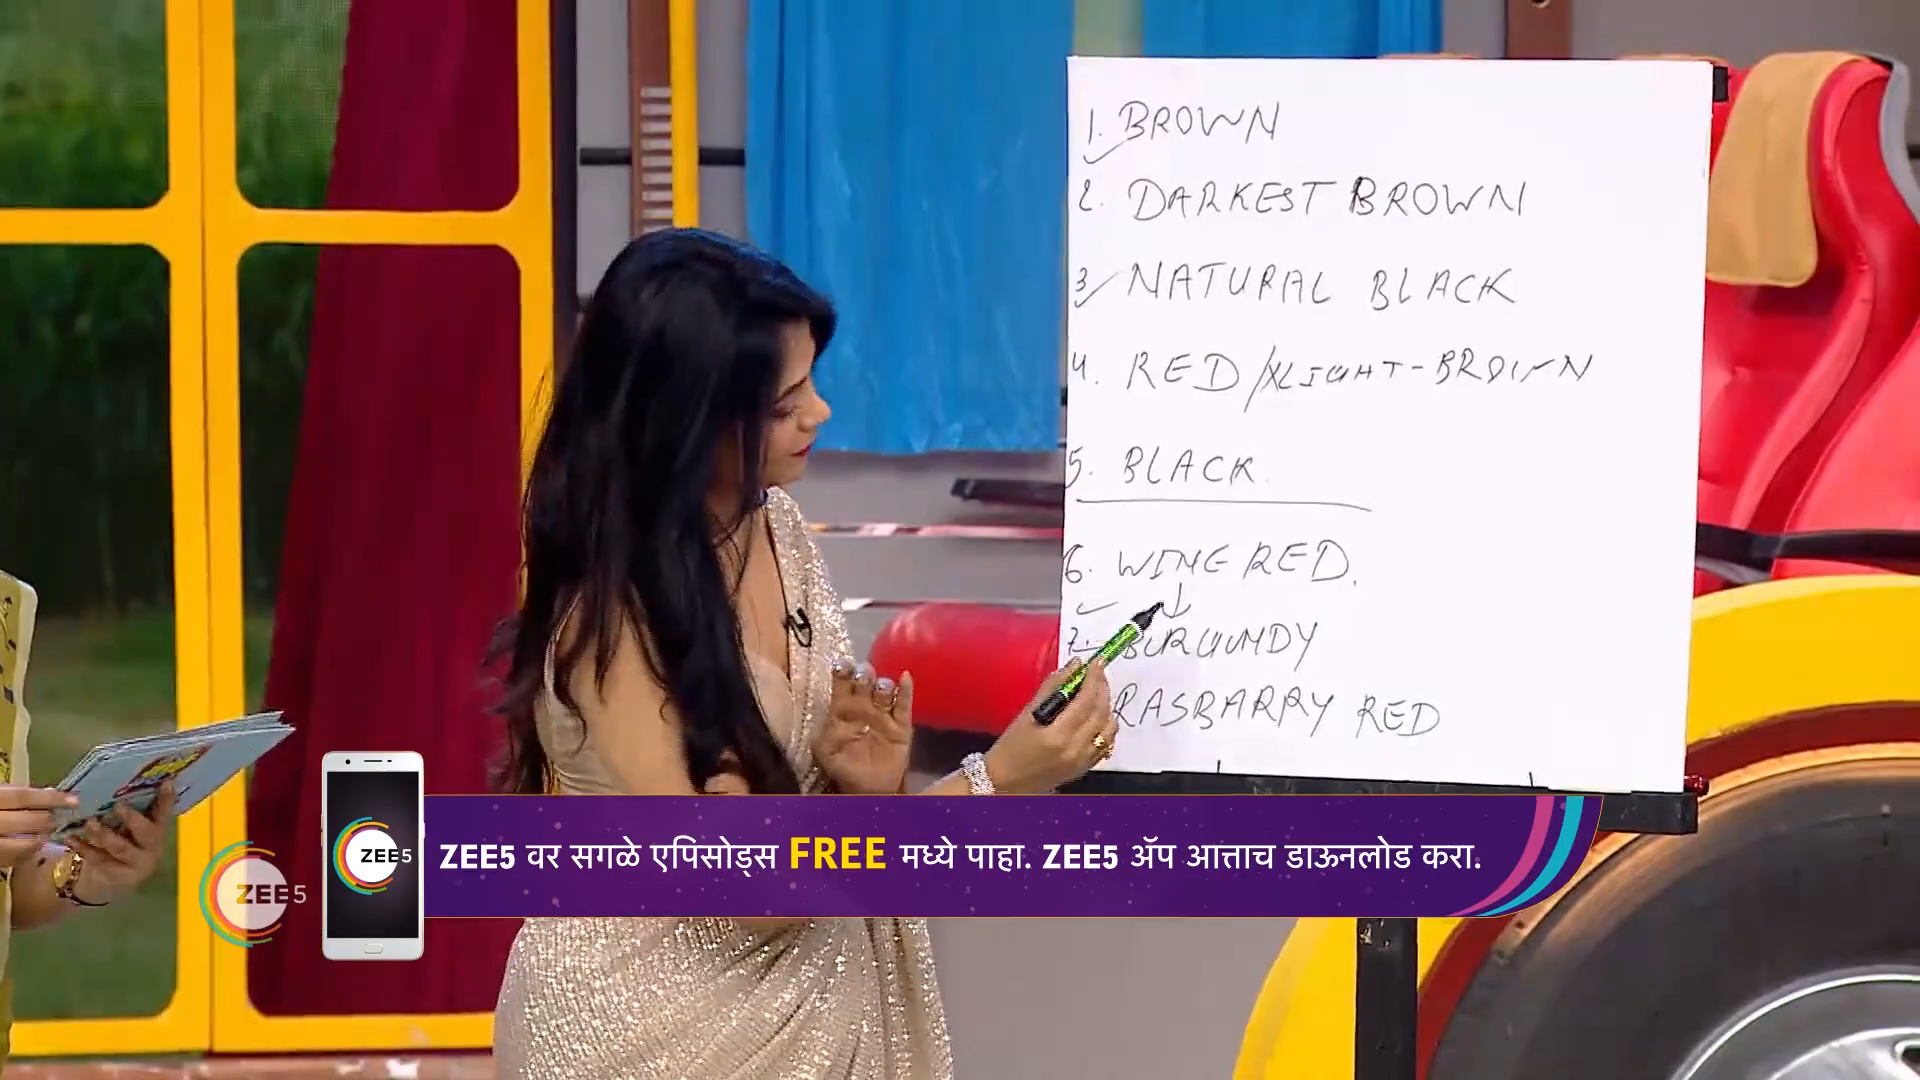 1. BROWN
2. DARKEST BROWN
3 NATURAL BLACK
4. RED/LIGHT-BROWN
5. BLACK.
6. WINE RED.
7. BURGUNDY
RASBARRY RED
ZEE5 वर सगळे एपिसोड्स FREE मध्ये पाहा. ZEE5 ॲप आत्ताच डाऊनलोड करा.
ZEE5
ZEE5